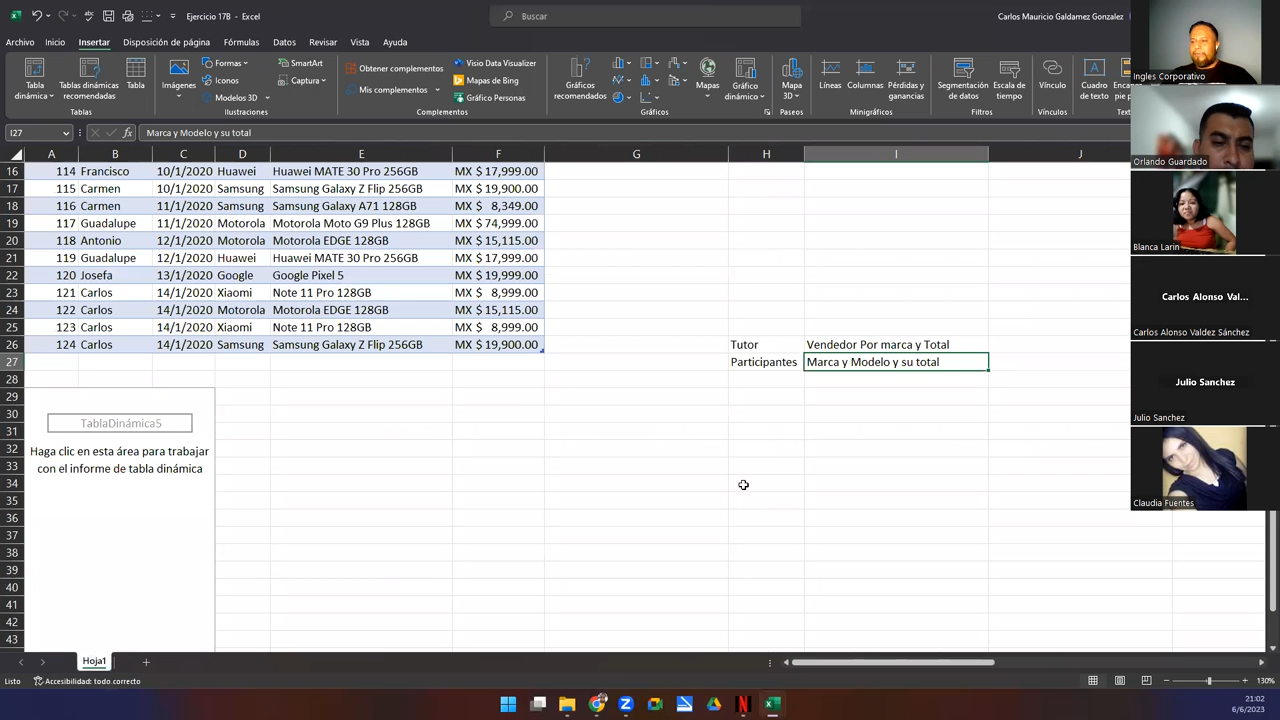 Ejercicio 17B - Excel
Buscar
Carlos Mauricio Galdamez Gonzalez
Archivo Inicio Insertar Disposición de página Fórmulas Datos Revisar Vista Ayuda
Tabla dinámica
Tablas dinámicas recomendadas
Tabla
Tablas
Imágenes
Formas
Iconos
Modelos 3D
SmartArt
Captura
Ilustraciones
Obtener complementos
Mis complementos
Visio Data Visualizer
Mapas de Bing
Gráfico Personas
Complementos
Gráficos recomendados
Mapas
Gráfico dinámico
Gráficos
Mapa 3D
Paseos
Líneas
Columnas
Pérdidas y ganancias
Minigráficos
Segmentación de datos
Escala de tiempo
Filtros
Vínculo
Vínculos
Cuadro de texto
I27
fx
Marca y Modelo y su total
A B C D E F G H I J
16 114 Francisco 10/1/2020 Huawei Huawei MATE 30 Pro 256GB MX $ 17,999.00
17 115 Carmen 10/1/2020 Samsung Samsung Galaxy Z Flip 256GB MX $ 19,900.00
18 116 Carmen 11/1/2020 Samsung Samsung Galaxy A71 128GB MX $ 8,349.00
19 117 Guadalupe 11/1/2020 Motorola Motorola Moto G9 Plus 128GB MX $ 74,999.00
20 118 Antonio 12/1/2020 Motorola Motorola EDGE 128GB MX $ 15,115.00
21 119 Guadalupe 12/1/2020 Huawei Huawei MATE 30 Pro 256GB MX $ 17,999.00
22 120 Josefa 13/1/2020 Google Google Pixel 5 MX $ 19,999.00
23 121 Carlos 14/1/2020 Xiaomi Note 11 Pro 128GB MX $ 8,999.00
24 122 Carlos 14/1/2020 Motorola Motorola EDGE 128GB MX $ 15,115.00
25 123 Carlos 14/1/2020 Xiaomi Note 11 Pro 128GB MX $ 8,999.00
26 124 Carlos 14/1/2020 Samsung Samsung Galaxy Z Flip 256GB MX $ 19,900.00 Tutor Vendedor Por marca y Total
27 Participantes Marca y Modelo y su total
28
29
30
31
32
33
34
35
36
37
38
39
40
41
42
43
TablaDinámica5
Haga clic en esta área para trabajar
con el informe de tabla dinámica
Ingles Corporativo
Orlando Guardado
Blanca Larin
Carlos Alonso Val...
Carlos Alonso Valdez Sánchez
Julio Sanchez
Julio Sanchez
Claudia Fuentes
Hoja1
Listo
Accesibilidad: todo correcto
130%
21:02
6/6/2023